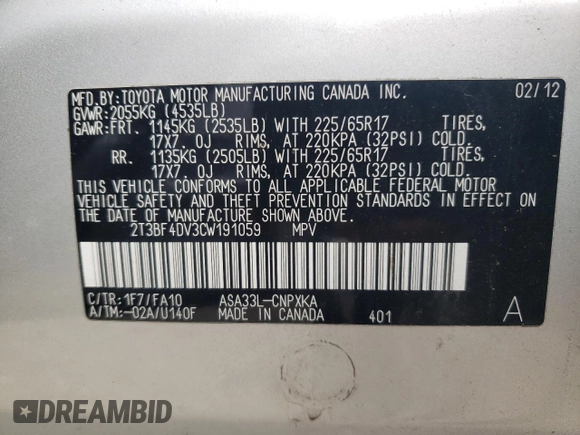 MFD.BY:TOYOTA MOTOR MANUFACTURING CANADA INC. 02/12
GVWR:2055KG (4535LB)
GAWR:FRT. 1145KG (2535LB) WITH 225/65R17 TIRES,
17X7.0J RIMS, AT 220KPA (32PSI) COLD.
RR. 1135KG (2505LB) WITH 225/65R17 TIRES,
17X7.0J RIMS, AT 220KPA (32PSI) COLD.
THIS VEHICLE CONFORMS TO ALL APPLICABLE FEDERAL MOTOR
VEHICLE SAFETY AND THEFT PREVENTION STANDARDS IN EFFECT ON
THE DATE OF MANUFACTURE SHOWN ABOVE.
2T3BF4DV3CW191059 MPV
C/TR:1F7/FA10 ASA33L-CNPXKA
A/TM:-02A/U140F MADE IN CANADA 401 A
DREAMBID